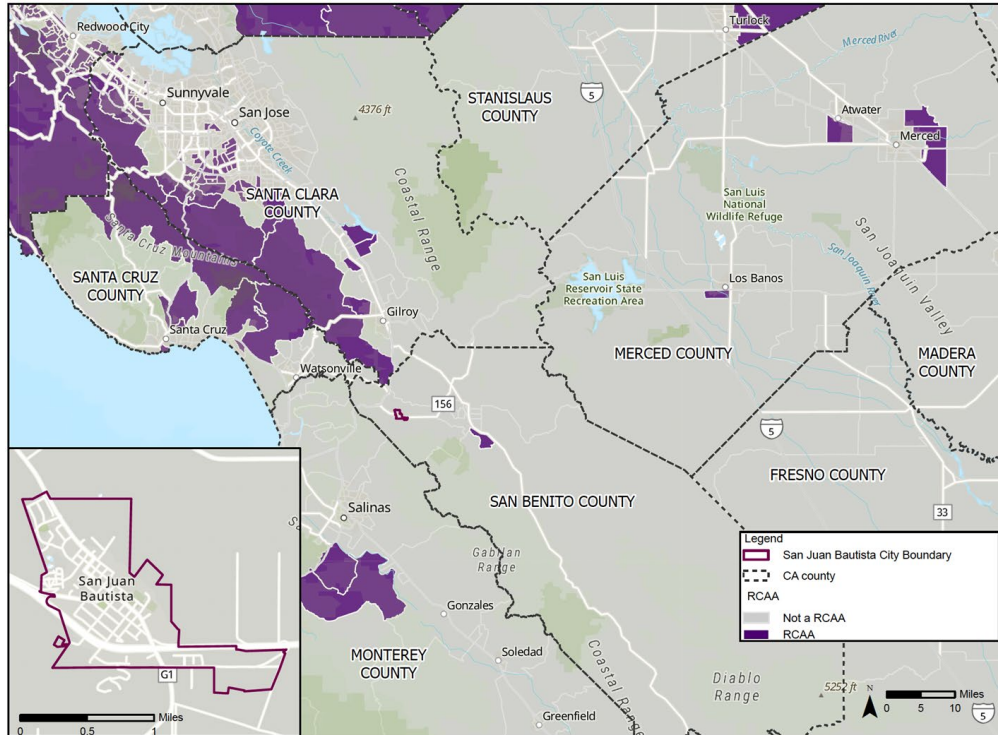 Redwood City
Turlock
Merced River
Sunnyvale
STANISLAUS
COUNTY
5
4376 ft
Atwater
San Jose
Merced
Coyote Creek
Coastal Range
SANTA CLARA
COUNTY
San Luis
National
Wildlife Refuge
San Joaquin Valley
San Joaquin River
Santa Cruz Mountains
SANTA CRUZ
COUNTY
San Luis
Reservoir State
Recreation Area
Los Banos
Gilroy
Santa Cruz
MERCED COUNTY
MADERA
COUNTY
Watsonville
156
5
FRESNO COUNTY
SAN BENITO COUNTY
Salinas
33
Gabilan
Range
Gonzales
Soledad
MONTEREY
COUNTY
Coastal Range
Diablo
Range
5252 ft
Greenfield
San Juan
Bautista
G1
0 0.5 1 Miles
Legend
San Juan Bautista City Boundary
CA county
RCAA
Not a RCAA
RCAA
N
Miles
0 5 10
5